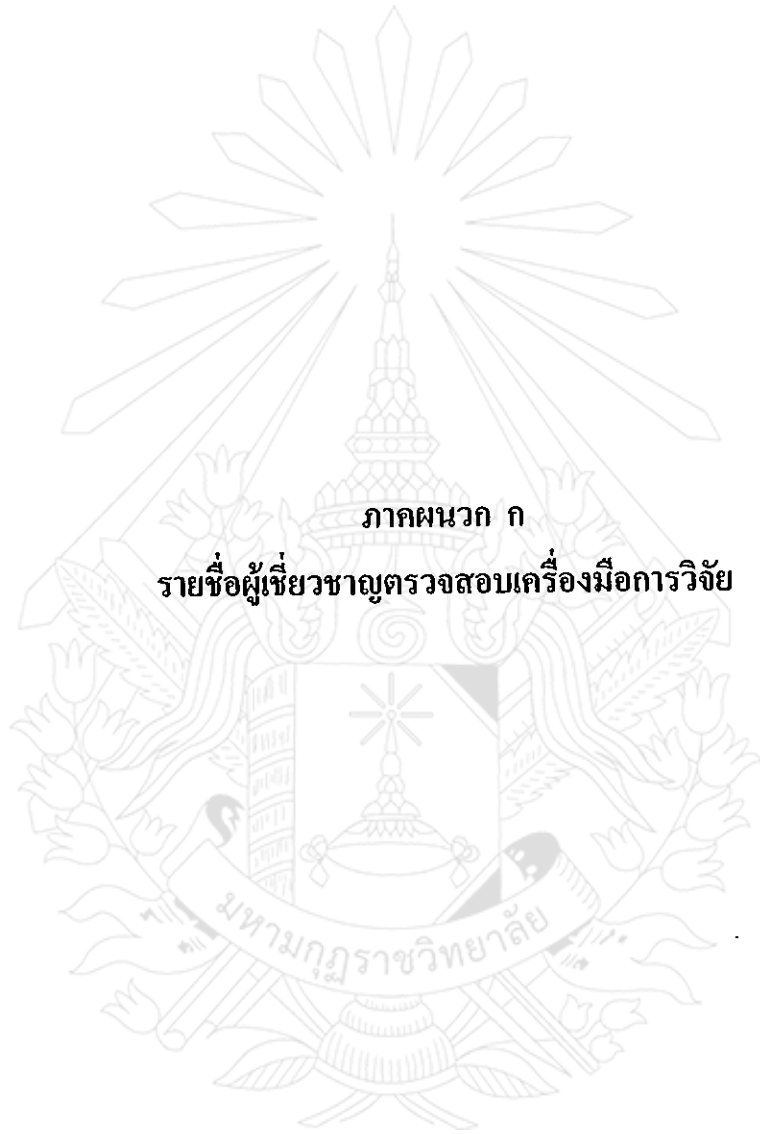 ภาคผนวก ก
รายชื่อผู้เชี่ยวชาญตรวจสอบเครื่องมือการวิจัย
มหามกุฏราชวิทยาลัย